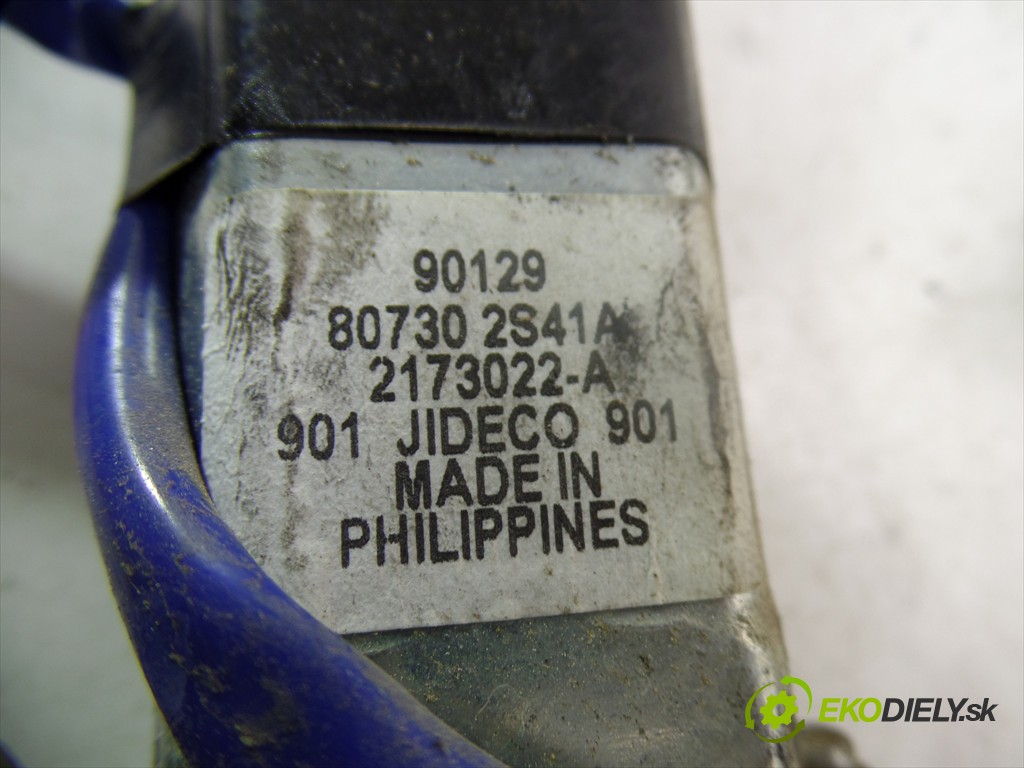 90129
80730 2S41A
2173022-A
901 JIDECO 901
MADE IN
PHILIPPINES
EKODIELY.sk